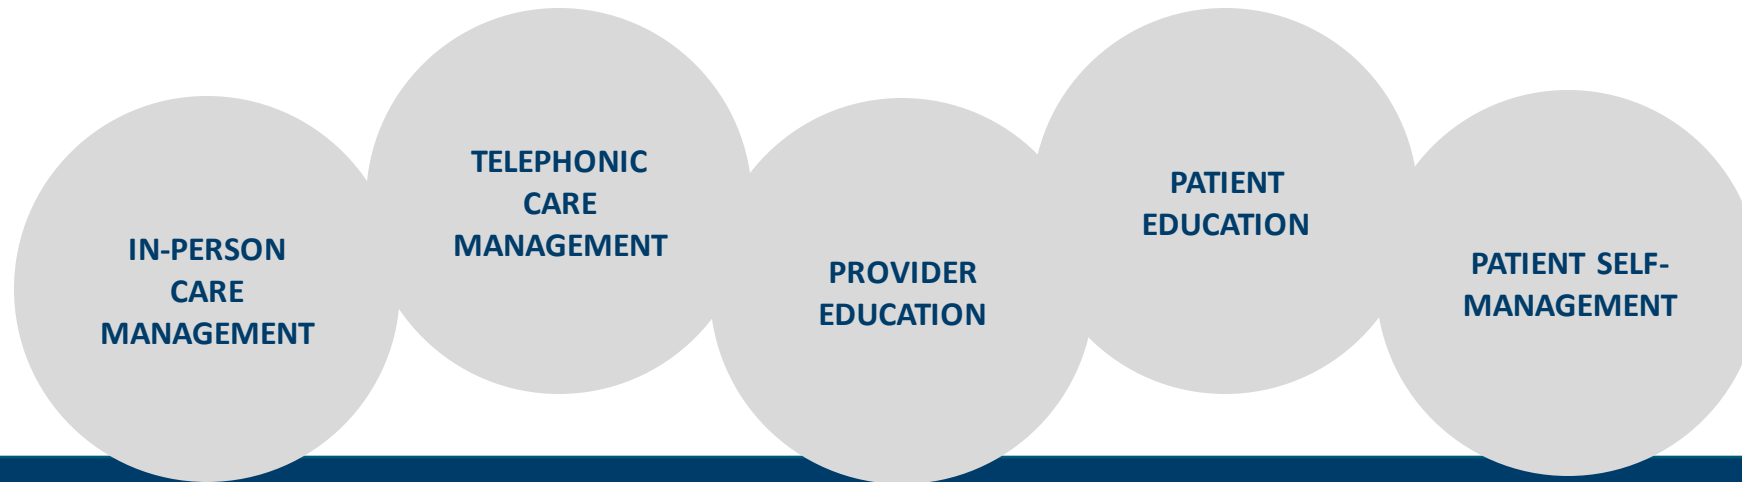 IN-PERSON
CARE
MANAGEMENT
TELEPHONIC
CARE
MANAGEMENT
PROVIDER
EDUCATION
PATIENT
EDUCATION
PATIENT SELF-
MANAGEMENT